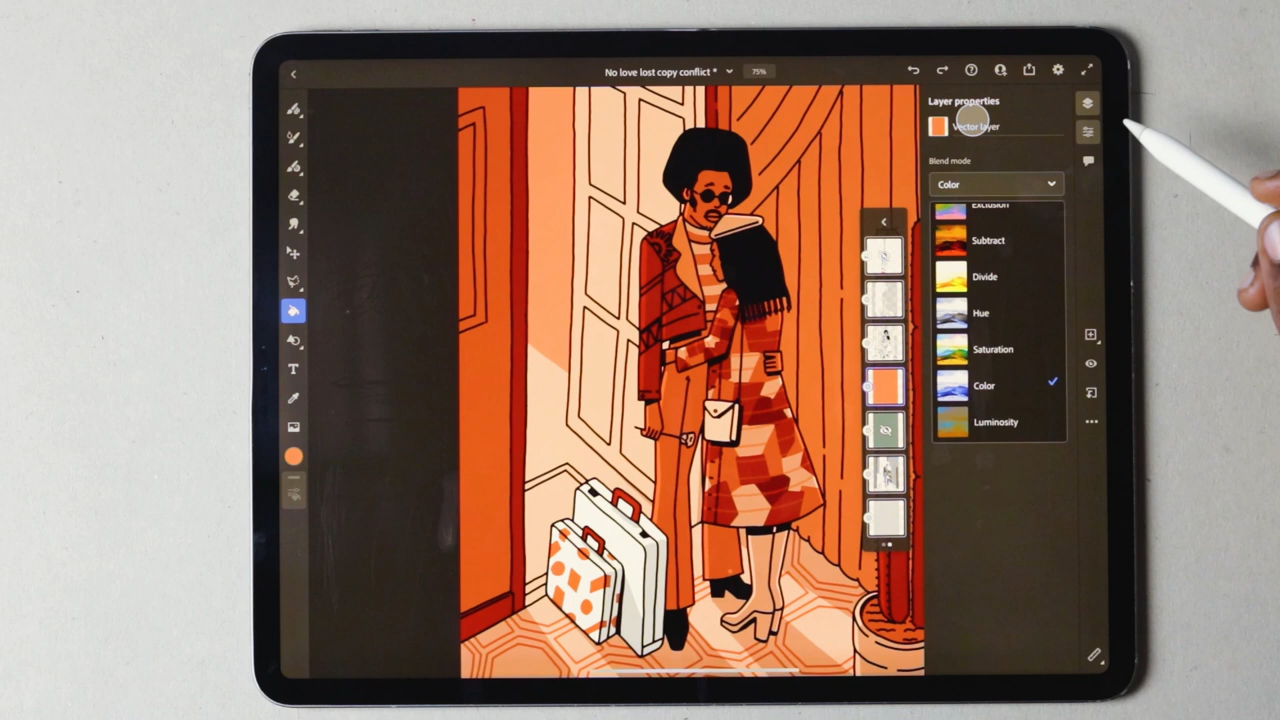 No love lost copy conflict *
75%
Layer properties
Vector layer
Blend mode
Color
Exclusion
Subtract
Divide
Hue
Saturation
Color
Luminosity
T